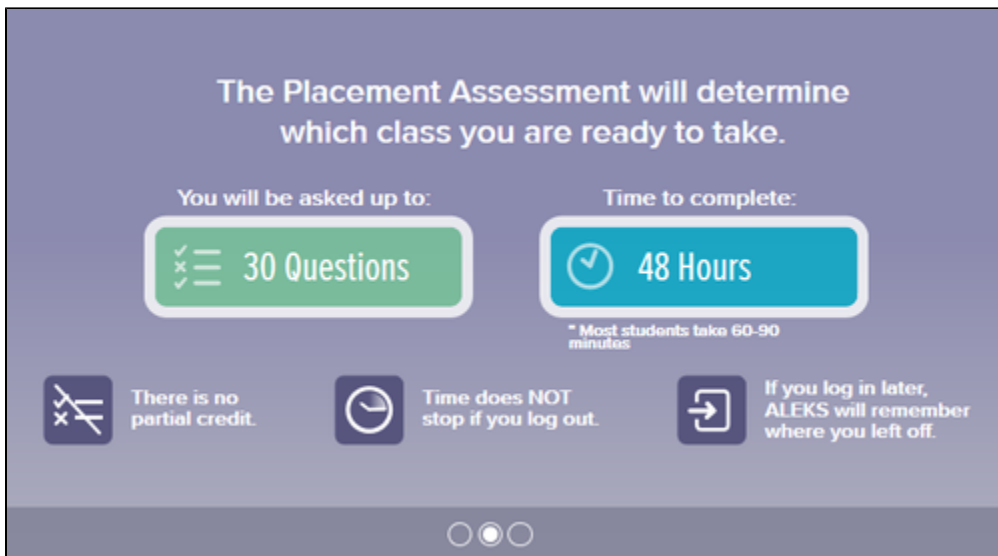 The Placement Assessment will determine
which class you are ready to take.
You will be asked up to:
30 Questions
Time to complete:
48 Hours
* Most students take 60-90
minutes
There is no
partial credit.
Time does NOT
stop if you log out.
If you log in later,
ALEKS will remember
where you left off.